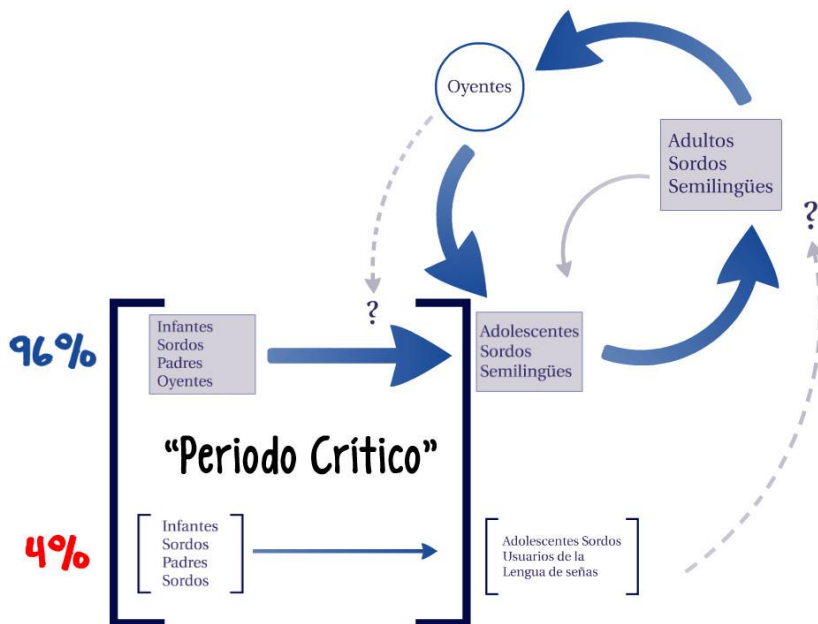 Oyentes
Adultos
Sordos
Semilingües
?
?
96%
Infantes
Sordos
Padres
Oyentes
Adolescentes
Sordos
Semilingües
“Periodo Crítico”
4%
Infantes
Sordos
Padres
Sordos
Adolescentes Sordos
Usuarios de la
Lengua de señas